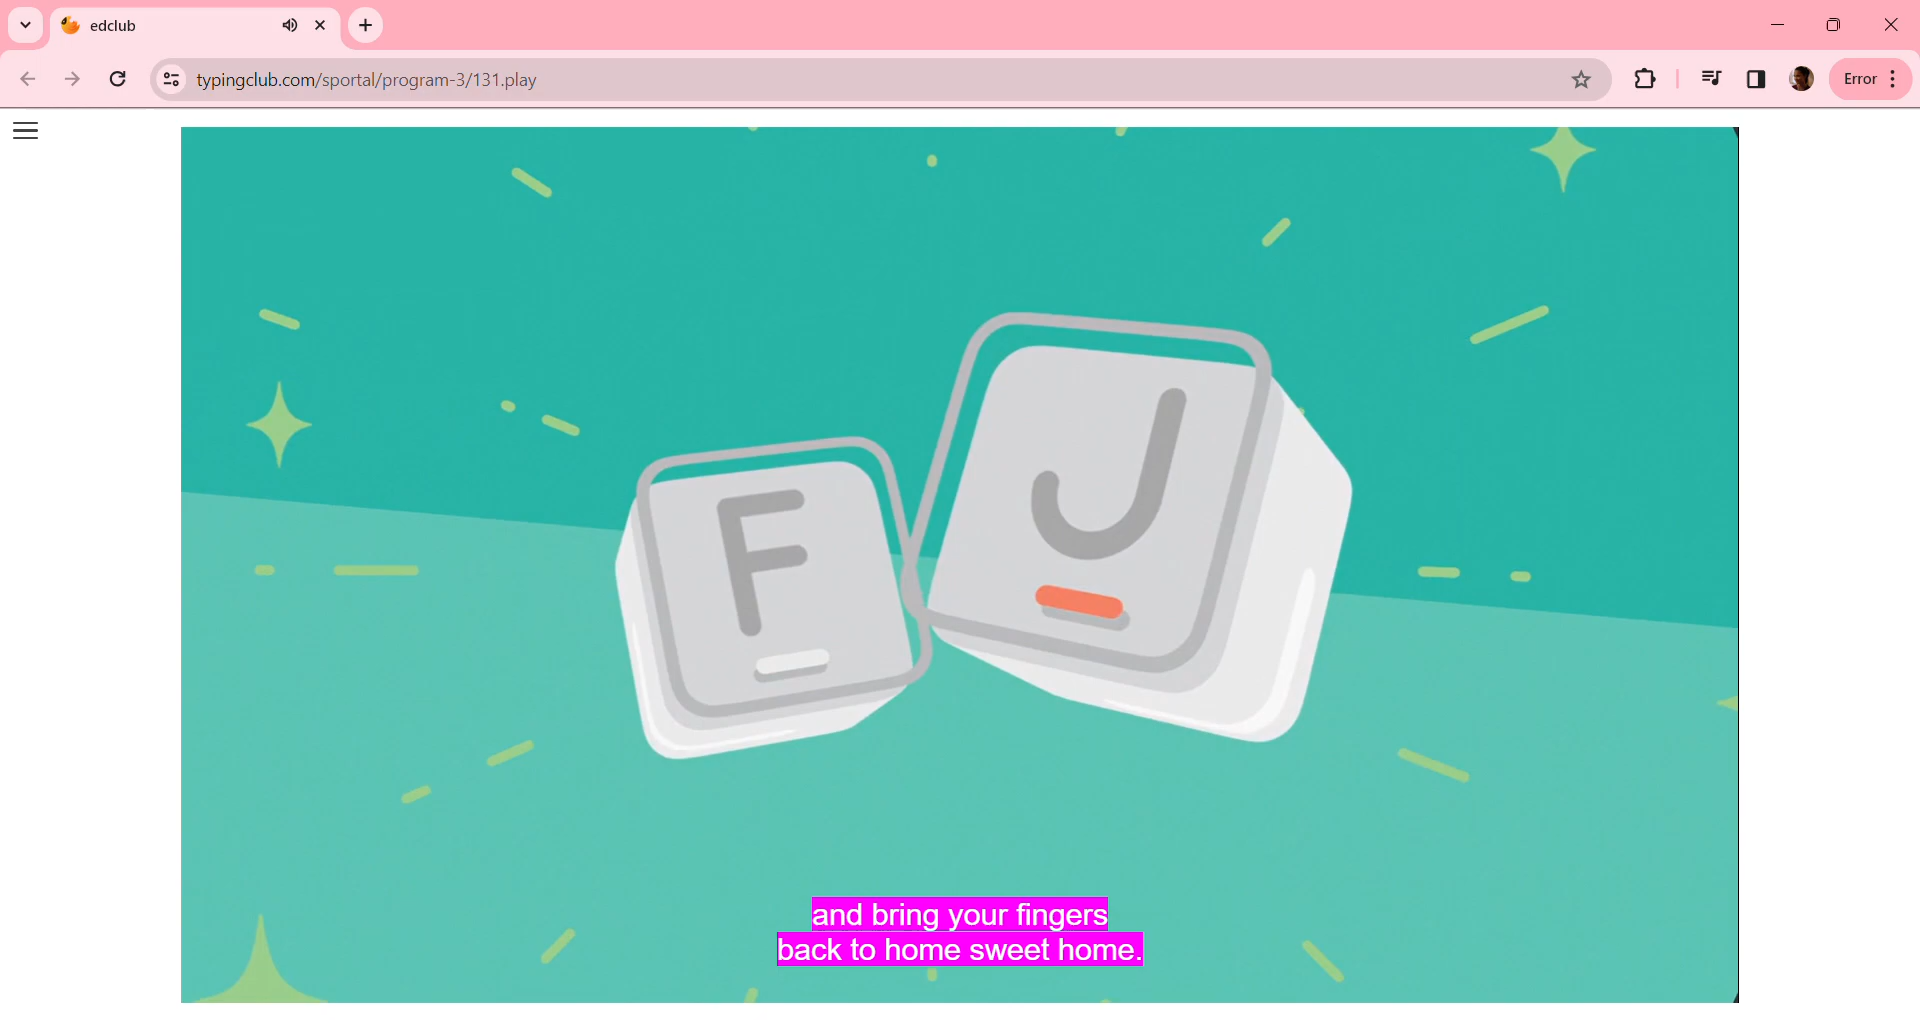 edclub
typingclub.com/sportal/program-3/131.play
Error
F
J
and bring your fingers
back to home sweet home.